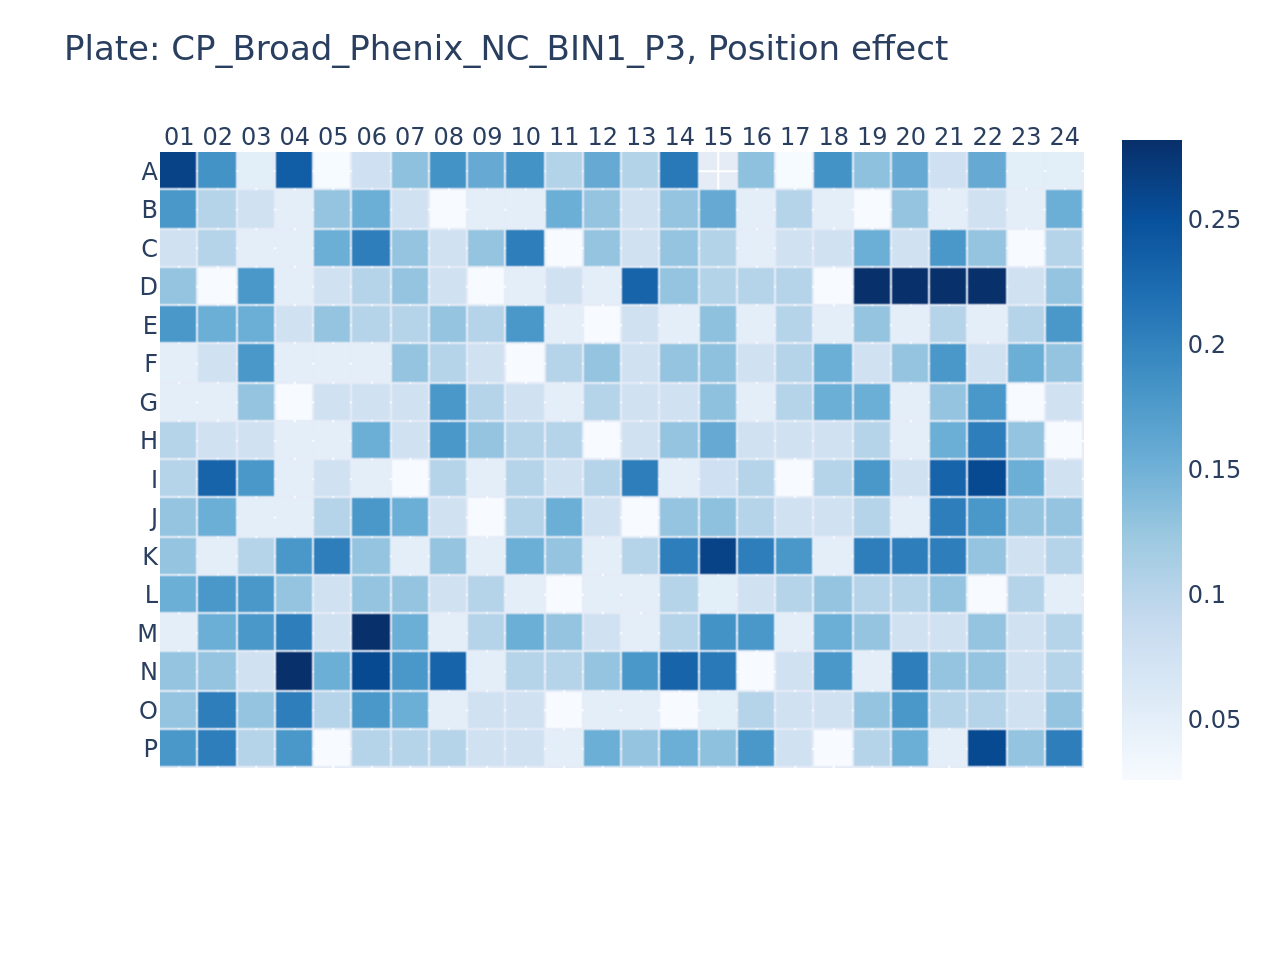 Plate: CP_Broad_Phenix_NC_BIN1_P3, Position effect
01 02 03 04 05 06 07 08 09 10 11 12 13 14 15 16 17 18 19 20 21 22 23 24
A
B
C
D
E
F
G
H
I
J
K
L
M
N
O
P
0.25
0.2
0.15
0.1
0.05